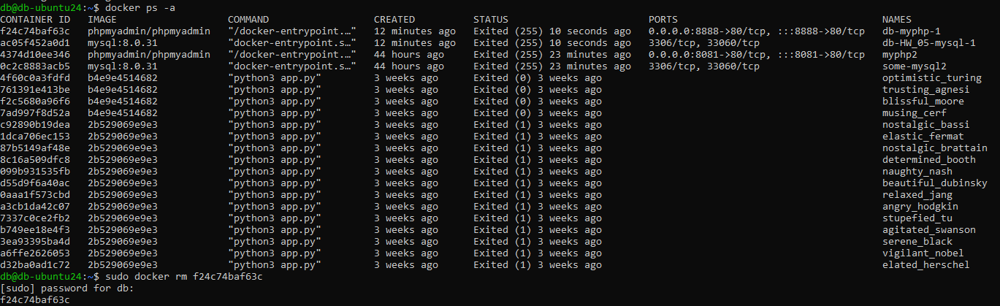 db@db-ubuntu24:~$ docker ps -a
CONTAINER ID   IMAGE                   COMMAND                  CREATED          STATUS                        PORTS                                   NAMES
f24c74baf63c   phpmyadmin/phpmyadmin   "/docker-entrypoint.…"   12 minutes ago   Exited (255) 10 seconds ago   0.0.0.0:8888->80/tcp, :::8888->80/tcp   db-myphp-1
ac05f452a0d1   mysql:8.0.31            "docker-entrypoint.s…"   12 minutes ago   Exited (255) 10 seconds ago   3306/tcp, 33060/tcp                     db-HW_05-mysql-1
4374d10ee346   phpmyadmin/phpmyadmin   "/docker-entrypoint.…"   44 hours ago     Exited (255) 23 minutes ago   0.0.0.0:8081->80/tcp, :::8081->80/tcp   myphp2
0c2c8883acb5   mysql:8.0.31            "docker-entrypoint.s…"   44 hours ago     Exited (255) 23 minutes ago   3306/tcp, 33060/tcp                     some-mysql2
4f60c0a3fdfd   b4e9e4514682            "python3 app.py"         3 weeks ago      Exited (0) 3 weeks ago                                                optimistic_turing
761391e413be   b4e9e4514682            "python3 app.py"         3 weeks ago      Exited (0) 3 weeks ago                                                trusting_agnesi
f2c5680a96f6   b4e9e4514682            "python3 app.py"         3 weeks ago      Exited (0) 3 weeks ago                                                blissful_moore
7ad997f8d52a   b4e9e4514682            "python3 app.py"         3 weeks ago      Exited (0) 3 weeks ago                                                musing_cerf
c92890b19dea   2b529069e9e3            "python3 app.py"         3 weeks ago      Exited (1) 3 weeks ago                                                nostalgic_bassi
1dca706ec153   2b529069e9e3            "python3 app.py"         3 weeks ago      Exited (1) 3 weeks ago                                                elastic_fermat
87b5149af48e   2b529069e9e3            "python3 app.py"         3 weeks ago      Exited (1) 3 weeks ago                                                nostalgic_brattain
8c16a509dfc8   2b529069e9e3            "python3 app.py"         3 weeks ago      Exited (1) 3 weeks ago                                                determined_booth
099b931535fb   2b529069e9e3            "python3 app.py"         3 weeks ago      Exited (1) 3 weeks ago                                                naughty_nash
d55d9f6a40ac   2b529069e9e3            "python3 app.py"         3 weeks ago      Exited (1) 3 weeks ago                                                beautiful_dubinsky
0aaa1f573cbd   2b529069e9e3            "python3 app.py"         3 weeks ago      Exited (1) 3 weeks ago                                                relaxed_jang
a3cb1da42c07   2b529069e9e3            "python3 app.py"         3 weeks ago      Exited (1) 3 weeks ago                                                angry_hodgkin
7337c0ce2fb2   2b529069e9e3            "python3 app.py"         3 weeks ago      Exited (1) 3 weeks ago                                                stupefied_tu
b749ee18e4f3   2b529069e9e3            "python3 app.py"         3 weeks ago      Exited (1) 3 weeks ago                                                agitated_swanson
3ea93395ba4d   2b529069e9e3            "python3 app.py"         3 weeks ago      Exited (1) 3 weeks ago                                                serene_black
a6ffe2626053   2b529069e9e3            "python3 app.py"         3 weeks ago      Exited (1) 3 weeks ago                                                vigilant_nobel
d32ba0ad1c72   2b529069e9e3            "python3 app.py"         3 weeks ago      Exited (1) 3 weeks ago                                                elated_herschel
db@db-ubuntu24:~$ sudo docker rm f24c74baf63c
[sudo] password for db:
f24c74baf63c